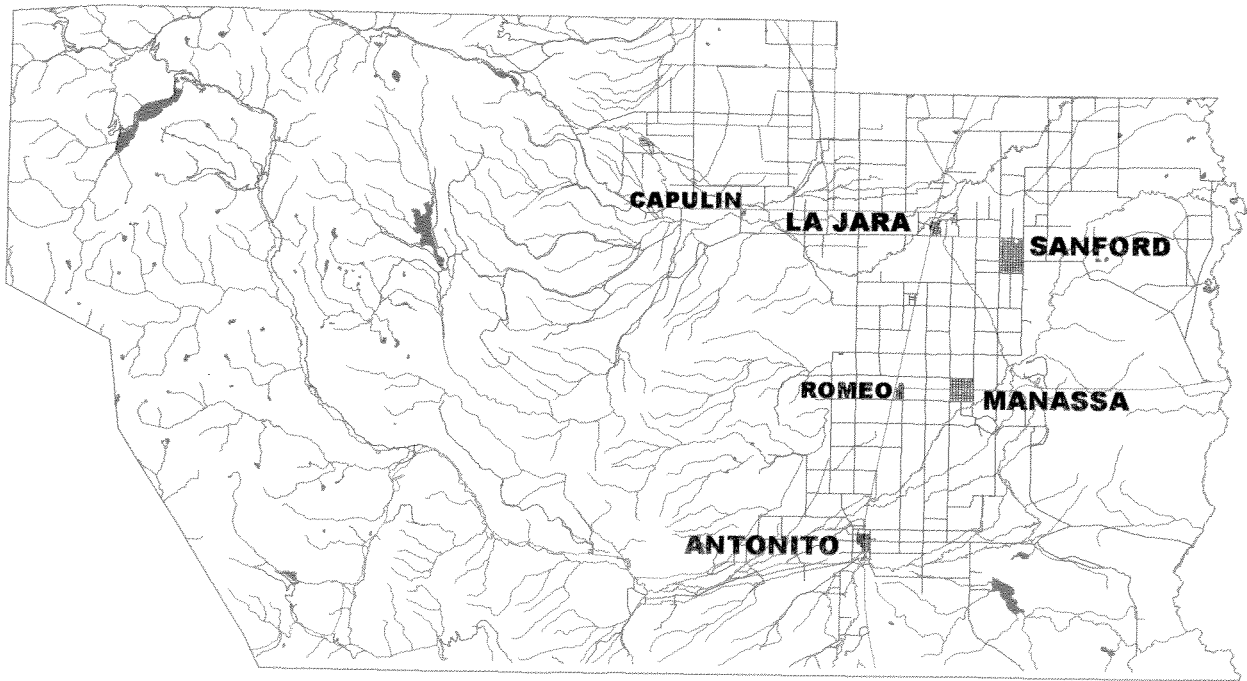 CAPULIN
LA JARA
SANFORD
ROMEO
MANASSA
ANTONITO